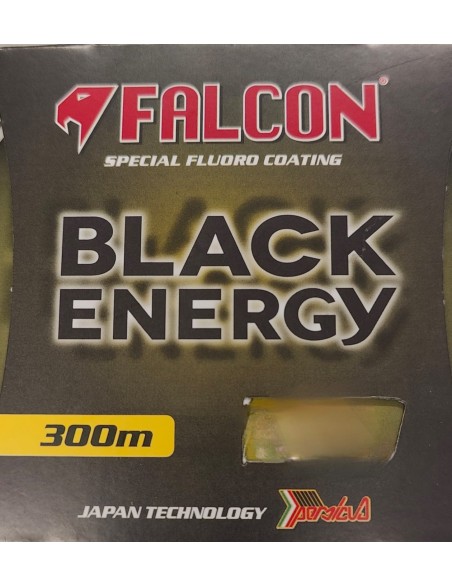 FALCON®
SPECIAL FLUORO COATING
BLACK
ENERGY
300m
JAPAN TECHNOLOGY